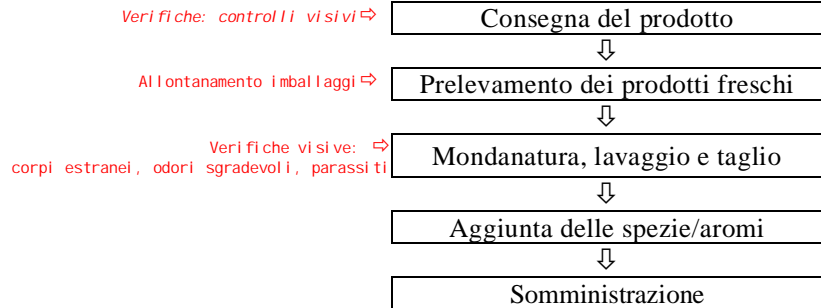 Verifiche: controlli visivi⇨ Consegna del prodotto
Allontanamento imballaggi⇨ Prelevamento dei prodotti freschi
Verifiche visive: ⇨
corpi estranei, odori sgradevoli, parassiti
Mondanatura, lavaggio e taglio
Aggiunta delle spezie/aromi
Somministrazione